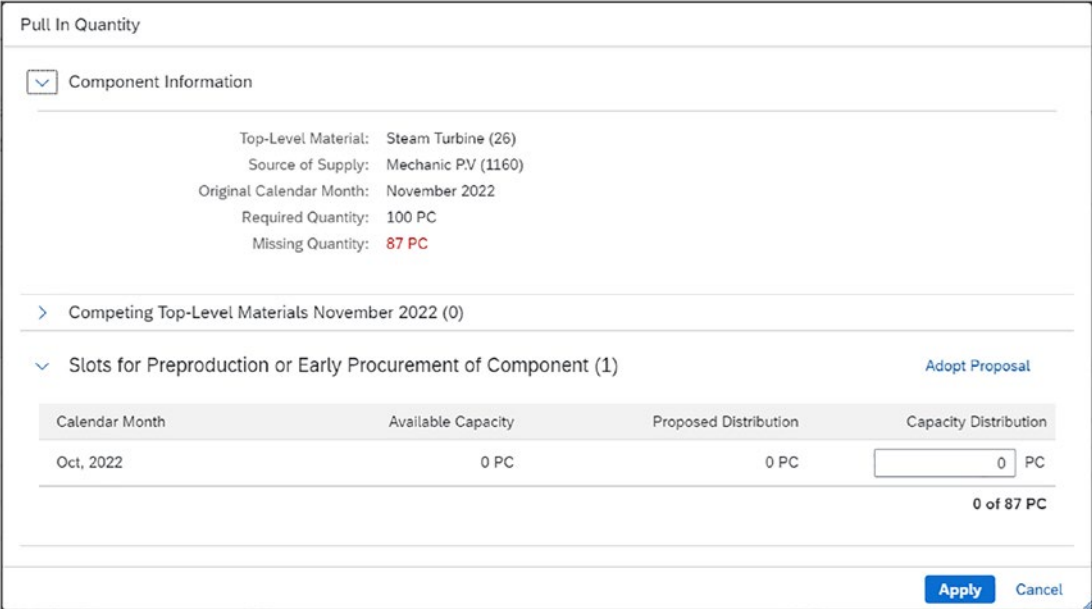 Pull In Quantity
Component Information
Top-Level Material: Steam Turbine (26)
Source of Supply: Mechanic P.V (1160)
Original Calendar Month: November 2022
Required Quantity: 100 PC
Missing Quantity: 87 PC
Competing Top-Level Materials November 2022 (0)
Slots for Preproduction or Early Procurement of Component (1) Adopt Proposal
Calendar Month Available Capacity Proposed Distribution Capacity Distribution
Oct, 2022 0 PC 0 PC 0 PC
0 of 87 PC
Apply Cancel